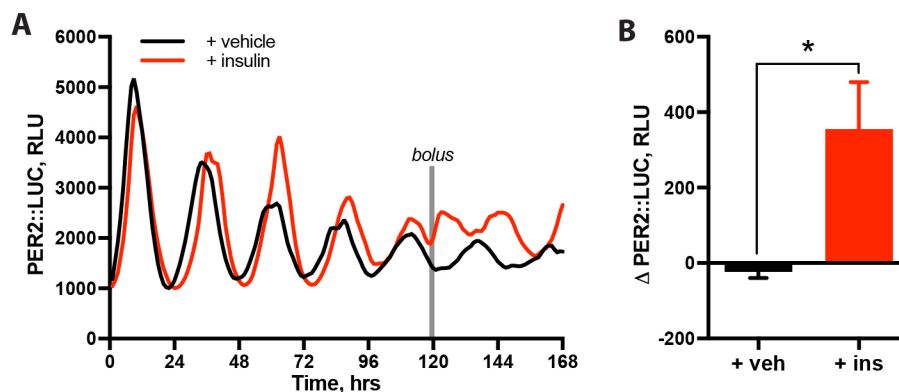 A
PER2::LUC, RLU
6000
5000
4000
3000
2000
1000
0
+ vehicle
+ insulin
bolus
0 24 48 72 96 120 144 168
Time, hrs
B
Δ PER2::LUC, RLU
600
400
200
0
-200
*
+ veh + ins